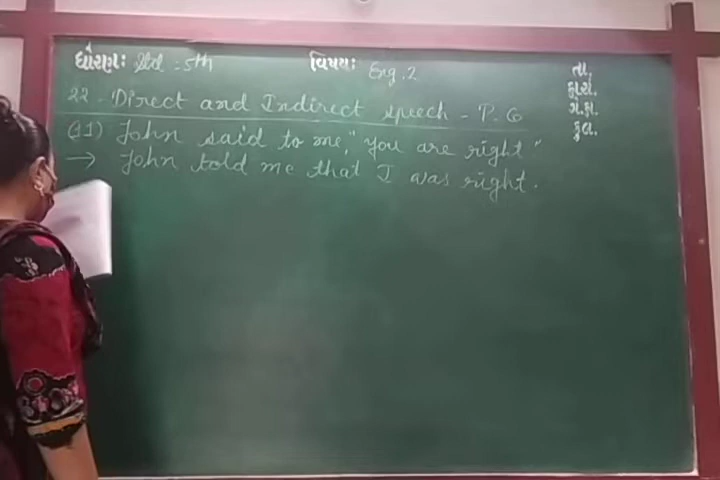 ધોરણ: Std : 5th વિષય: Eng.2 તા.
22 - Direct and Indirect speech - P. 6 હાજર.
ગે.હા.
(11) John said to me, "you are right" કુલ.
→ John told me that I was right.